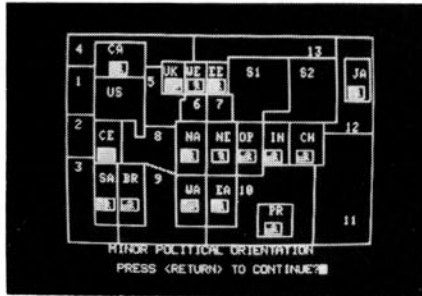 4 CA 13
UK WE EE S1 S2 JA
1 US 5
6 7
2 CE 8 NA NE OP IN CH 12
3 SA BR 9 WA EA 10
PR 11
MINOR POLITICAL ORIENTATION
PRESS <RETURN> TO CONTINUE?